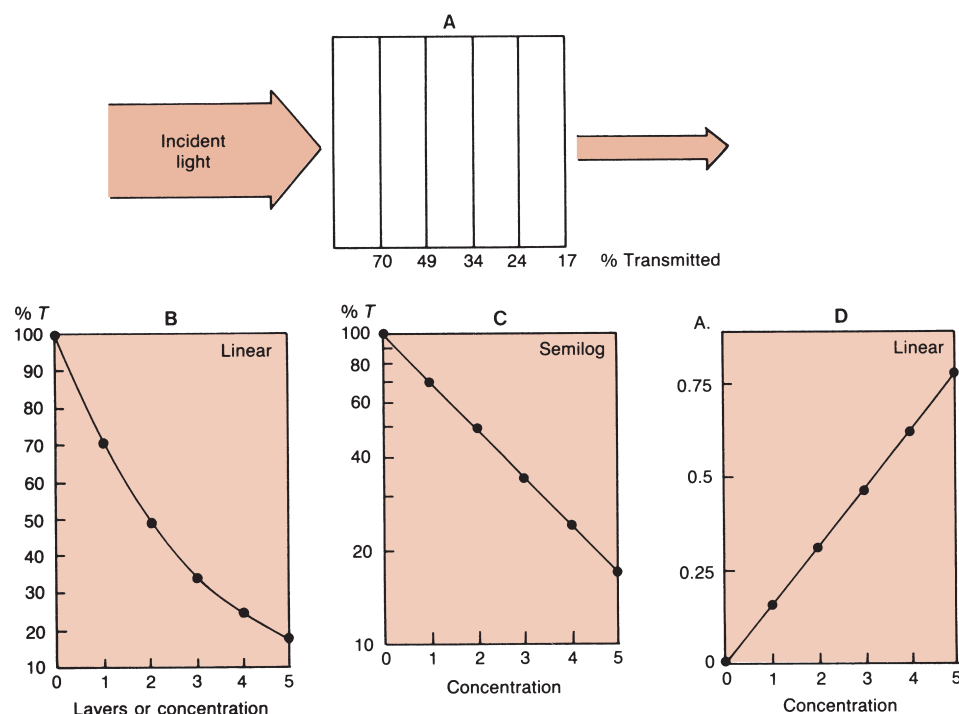 A
Incident
light
70 49 34 24 17 % Transmitted
% T
B
Linear
100
90
80
70
60
50
40
30
20
10
0 1 2 3 4 5
Layers or concentration
% T
C
Semilog
100
80
60
40
20
10
0 1 2 3 4 5
Concentration
A.
D
Linear
0.75
0.5
0.25
0
0 1 2 3 4 5
Concentration